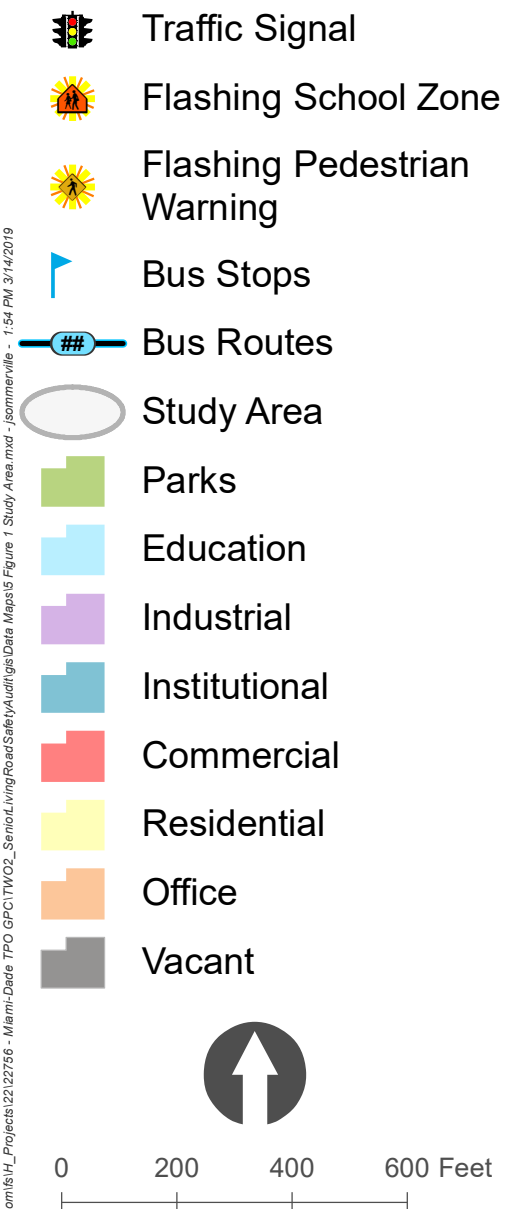 Traffic Signal
Flashing School Zone
Flashing Pedestrian
Warning
Bus Stops
## Bus Routes
Study Area
Parks
Education
Industrial
Institutional
Commercial
Residential
Office
Vacant
0 200 400 600 Feet
om\fs\H_Projects\22\22756 - Miami-Dade TPO GPC\TWO2_SeniorLivingRoadSafetyAudit\gis\Data Maps\5 Figure 1 Study Area.mxd - jsommerville - 1:54 PM 3/14/2019